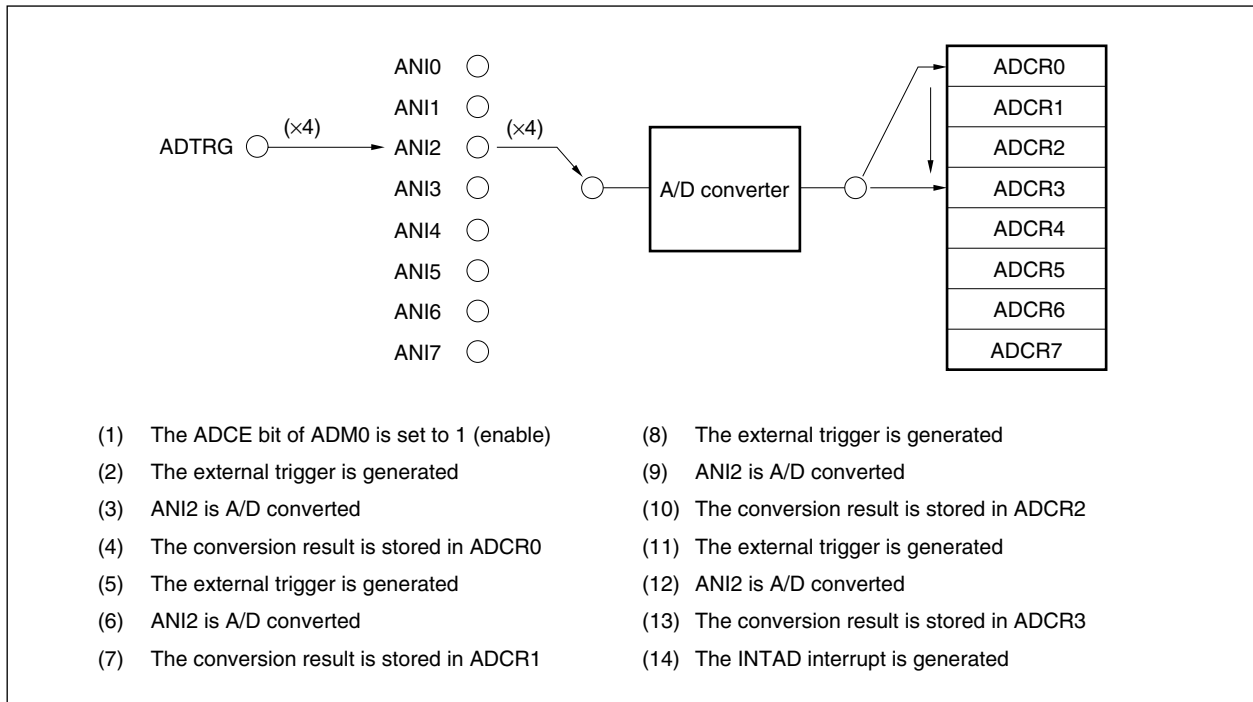 ANI0
ANI1
ADTRG (×4) ANI2 (×4)
ANI3
ANI4
ANI5
ANI6
ANI7
A/D converter
ADCR0
ADCR1
ADCR2
ADCR3
ADCR4
ADCR5
ADCR6
ADCR7
(1) The ADCE bit of ADM0 is set to 1 (enable)
(2) The external trigger is generated
(3) ANI2 is A/D converted
(4) The conversion result is stored in ADCR0
(5) The external trigger is generated
(6) ANI2 is A/D converted
(7) The conversion result is stored in ADCR1
(8) The external trigger is generated
(9) ANI2 is A/D converted
(10) The conversion result is stored in ADCR2
(11) The external trigger is generated
(12) ANI2 is A/D converted
(13) The conversion result is stored in ADCR3
(14) The INTAD interrupt is generated